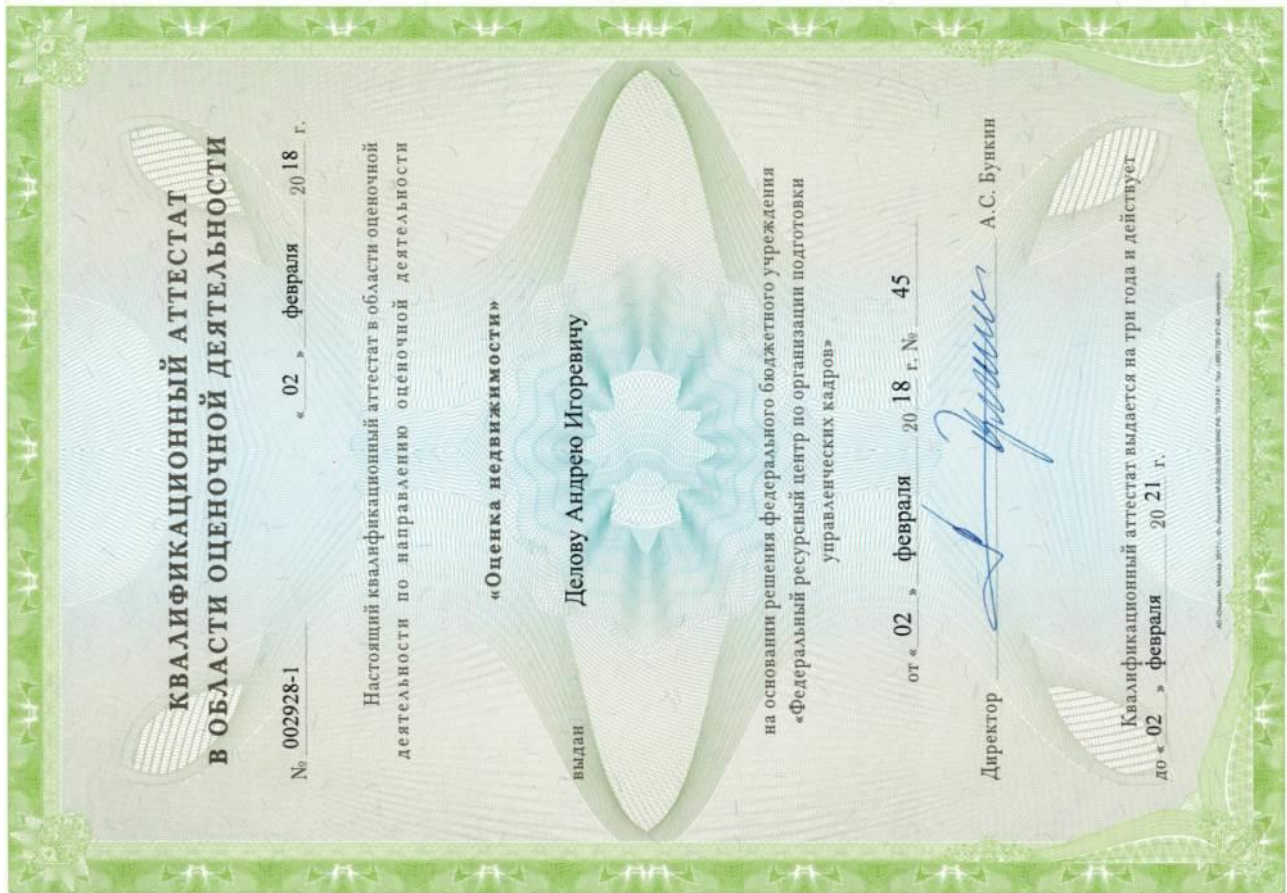 КВАЛИФИКАЦИОННЫЙ АТТЕСТАТ
В ОБЛАСТИ ОЦЕНОЧНОЙ ДЕЯТЕЛЬНОСТИ
№ 002928-1 « 02 » февраля 20 18 г.
Настоящий квалификационный аттестат в области оценочной
деятельности по направлению оценочной деятельности
«Оценка недвижимости»
выдан Делову Андрею Игоревичу
на основании решения федерального бюджетного учреждения
«Федеральный ресурсный центр по организации подготовки
управленческих кадров»
от « 02 » февраля 20 18 г. № 45
Директор А.С. Бункин
Квалификационный аттестат выдается на три года и действует
до « 02 » февраля 20 21 г.